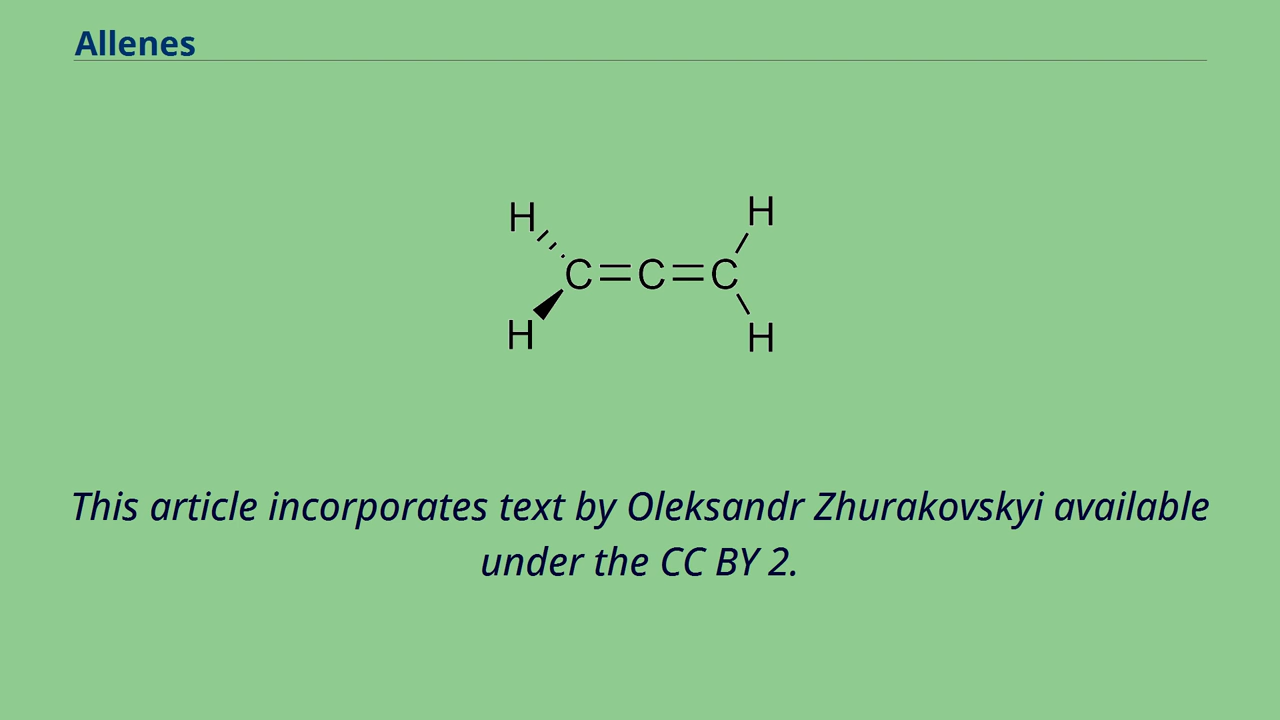 Allenes
H H
C=C=C
H H
This article incorporates text by Oleksandr Zhurakovskyi available
under the CC BY 2.